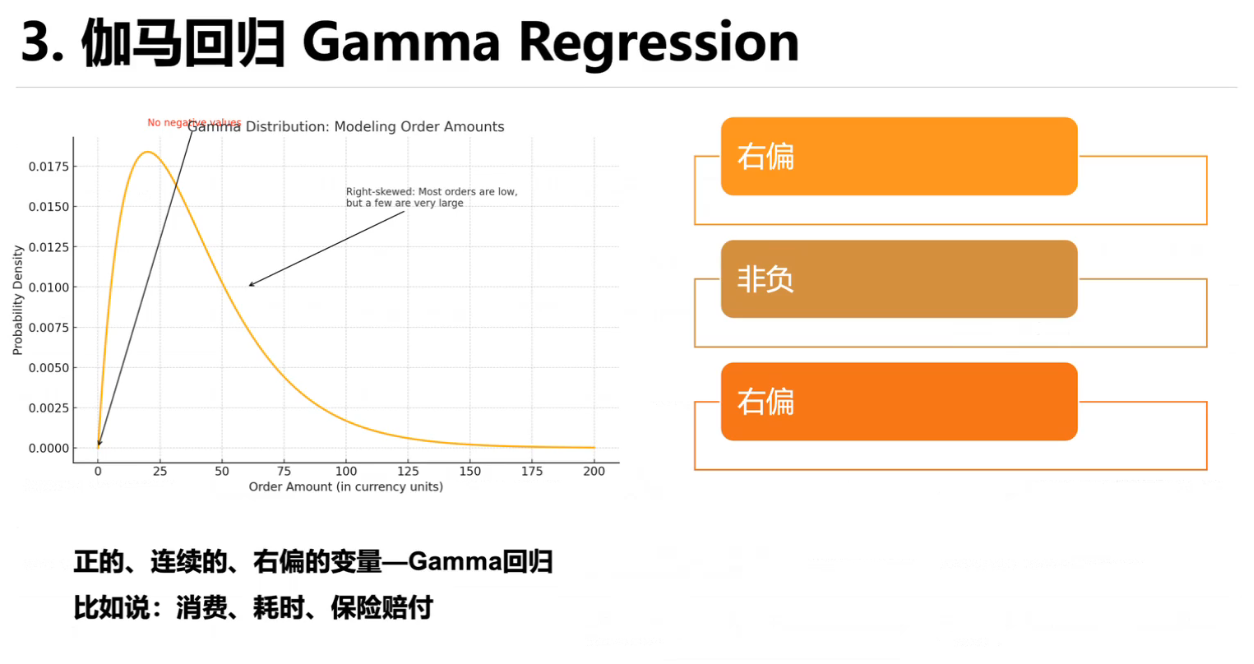 3. 伽马回归 Gamma Regression
No negative values
Gamma Distribution: Modeling Order Amounts
Right-skewed: Most orders are low,
but a few are very large
Probability Density
0.0175
0.0150
0.0125
0.0100
0.0075
0.0050
0.0025
0.0000
0 25 50 75 100 125 150 175 200
Order Amount (in currency units)
右偏
非负
右偏
正的、连续的、右偏的变量—Gamma回归
比如说：消费、耗时、保险赔付